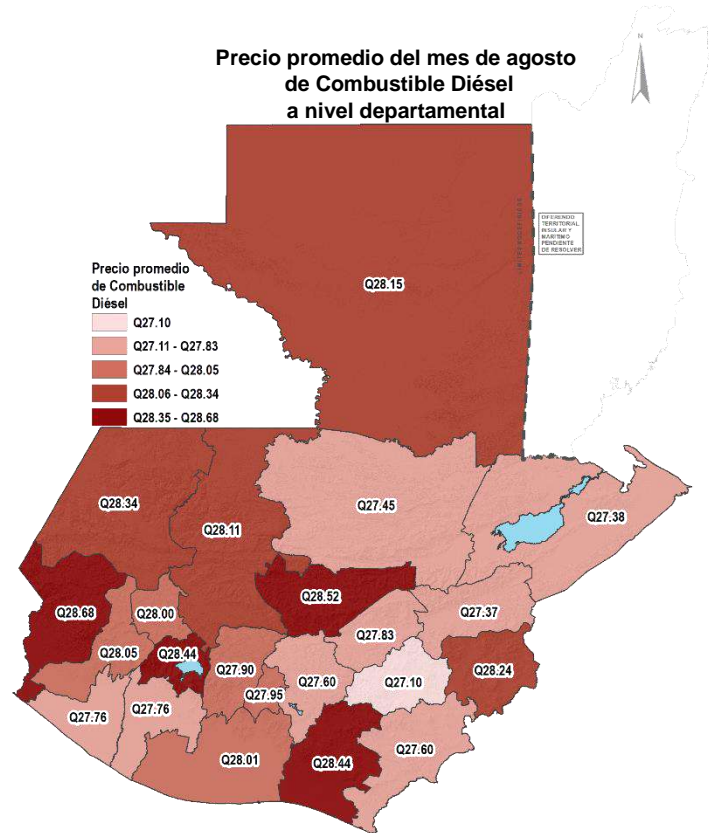 Precio promedio del mes de agosto
de Combustible Diésel
a nivel departamental
N
DIFERENDO
TERRITORIAL,
INSULAR Y
MARÍTIMO
PENDIENTE
DE RESOLVER
Q28.15
Precio promedio
de Combustible
Diésel
Q27.10
Q27.11 - Q27.83
Q27.84 - Q28.05
Q28.06 - Q28.34
Q28.35 - Q28.68
Q28.34
Q27.45
Q27.38
Q28.11
Q28.68
Q28.00
Q28.52
Q27.37
Q27.83
Q28.05
Q28.44
Q28.24
Q27.90
Q27.60
Q27.10
Q27.95
Q27.76
Q27.76
Q28.01
Q28.44
Q27.60